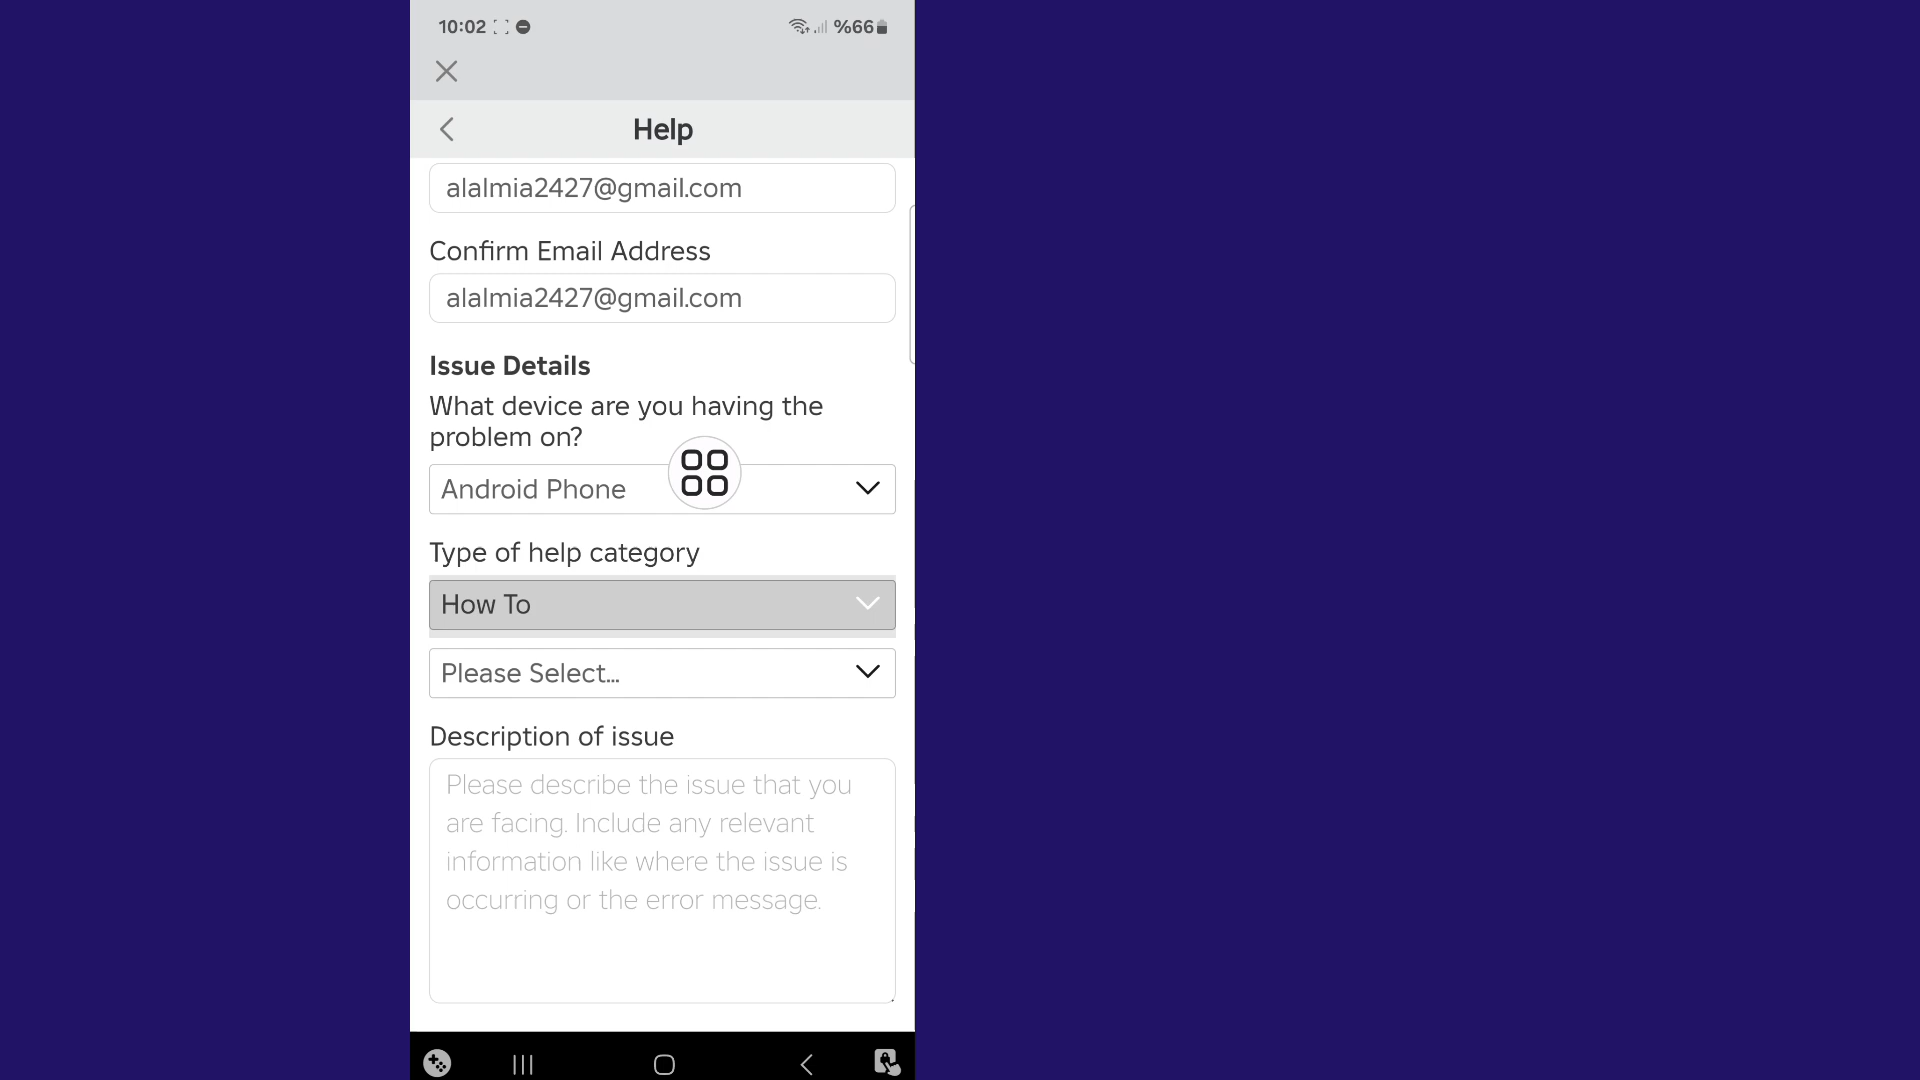 10:02
%66
Help
alalmia2427@gmail.com
Confirm Email Address
alalmia2427@gmail.com
Issue Details
What device are you having the
problem on?
Android Phone
Type of help category
How To
Please Select...
Description of issue
Please describe the issue that you
are facing. Include any relevant
information like where the issue is
occurring or the error message.